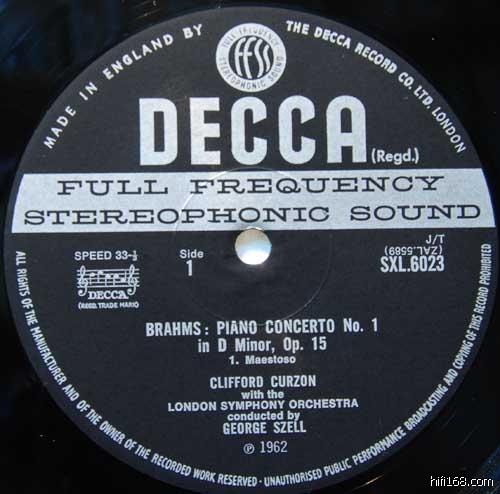 MADE IN ENGLAND BY
THE DECCA RECORD CO. LTD, LONDON
FULL FREQUENCY
ffss
STEREOPHONIC SOUND
DECCA
(Regd.)
FULL FREQUENCY
STEREOPHONIC SOUND
SPEED 33-⅓
Side
1
DECCA
(REGD. TRADE MARK)
J/T
(ZAL.5589)
SXL.6023
BRAHMS: PIANO CONCERTO No. 1
in D Minor, Op. 15
1. Maestoso
CLIFFORD CURZON
with the
LONDON SYMPHONY ORCHESTRA
conducted by
GEORGE SZELL
℗ 1962
ALL RIGHTS OF THE MANUFACTURER AND OF THE OWNER OF THE RECORDED WORK RESERVED · UNAUTHORISED PUBLIC PERFORMANCE BROADCASTING AND COPYING OF THIS RECORD PROHIBITED
hifi168.com